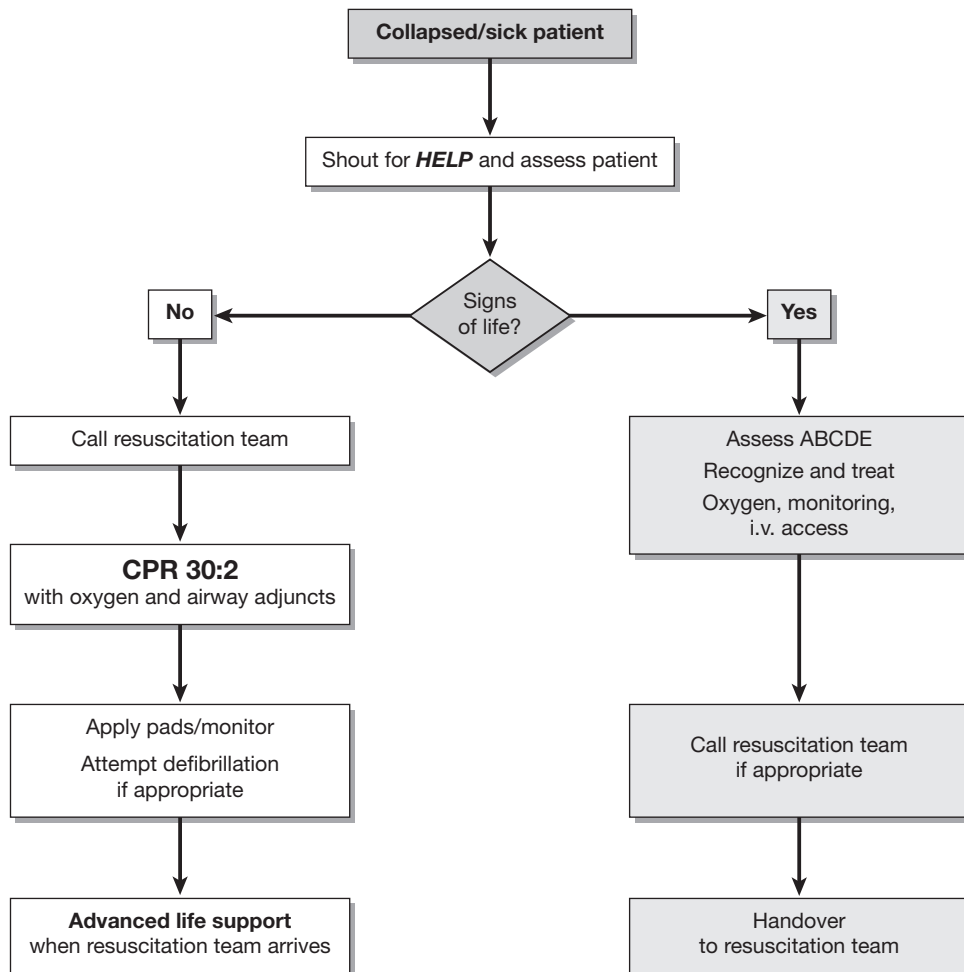 Collapsed/sick patient
Shout for HELP and assess patient
Signs
of life?
No
Yes
Call resuscitation team
CPR 30:2
with oxygen and airway adjuncts
Apply pads/monitor
Attempt defibrillation
if appropriate
Advanced life support
when resuscitation team arrives
Assess ABCDE
Recognize and treat
Oxygen, monitoring,
i.v. access
Call resuscitation team
if appropriate
Handover
to resuscitation team